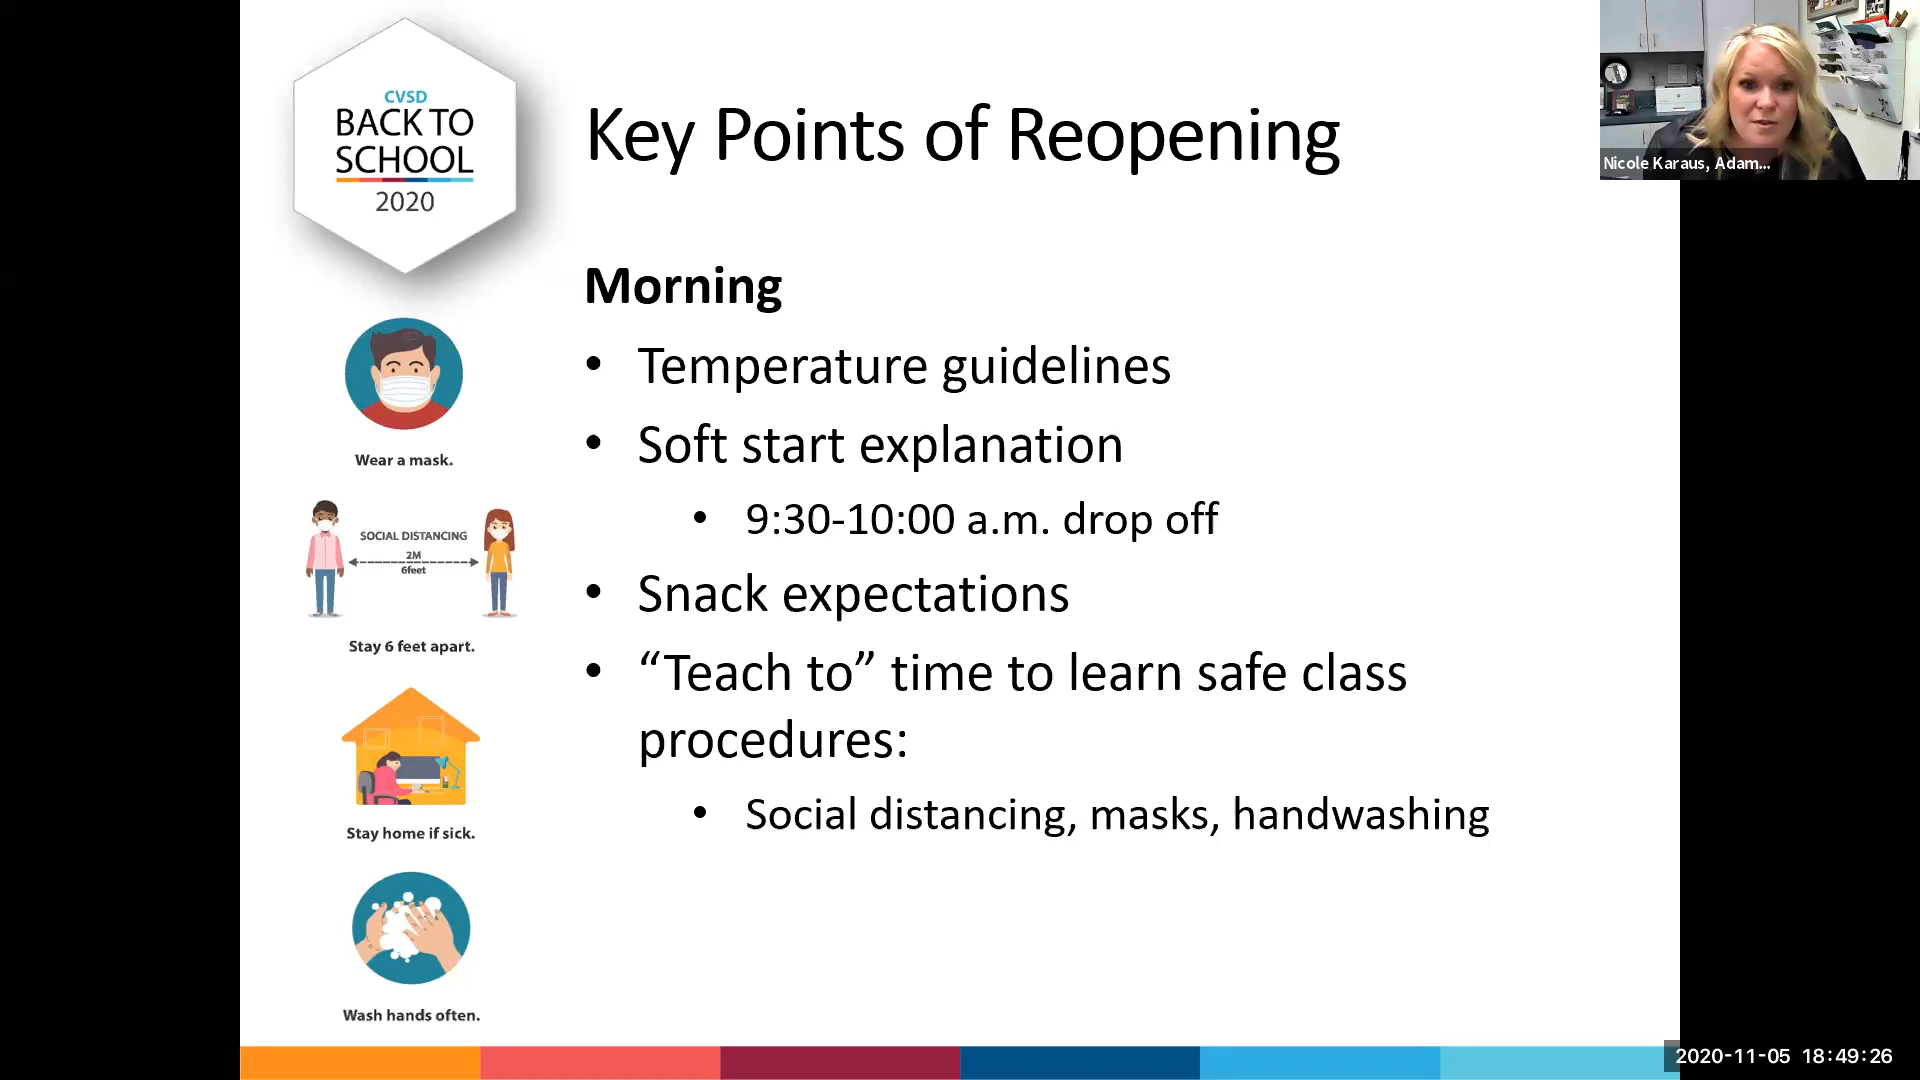 CVSD
BACK TO
SCHOOL
2020
Key Points of Reopening
Nicole Karaus, Adam...
Morning
• Temperature guidelines
• Soft start explanation
• 9:30-10:00 a.m. drop off
• Snack expectations
• “Teach to” time to learn safe class
procedures:
• Social distancing, masks, handwashing
Wear a mask.
SOCIAL DISTANCING
2M
6feet
Stay 6 feet apart.
Stay home if sick.
Wash hands often.
2020-11-05 18:49:26